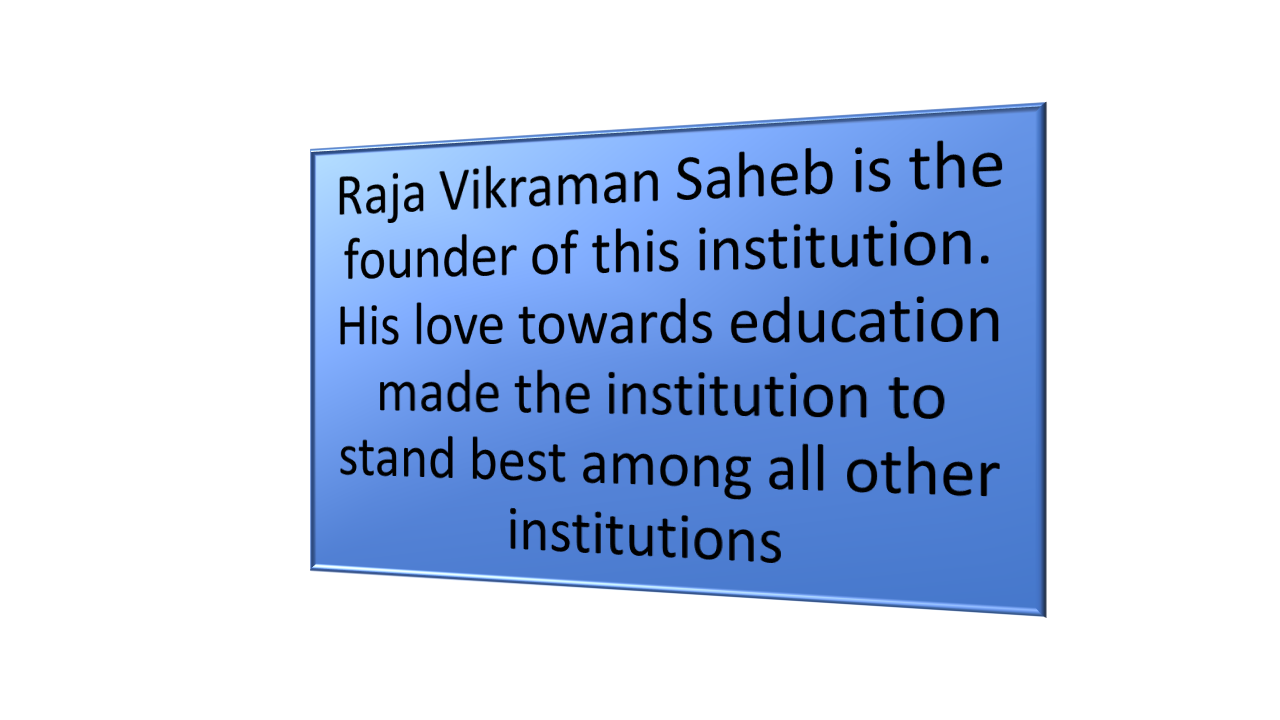 Raja Vikraman Saheb is the
founder of this institution.
His love towards education
made the institution to
stand best among all other
institutions